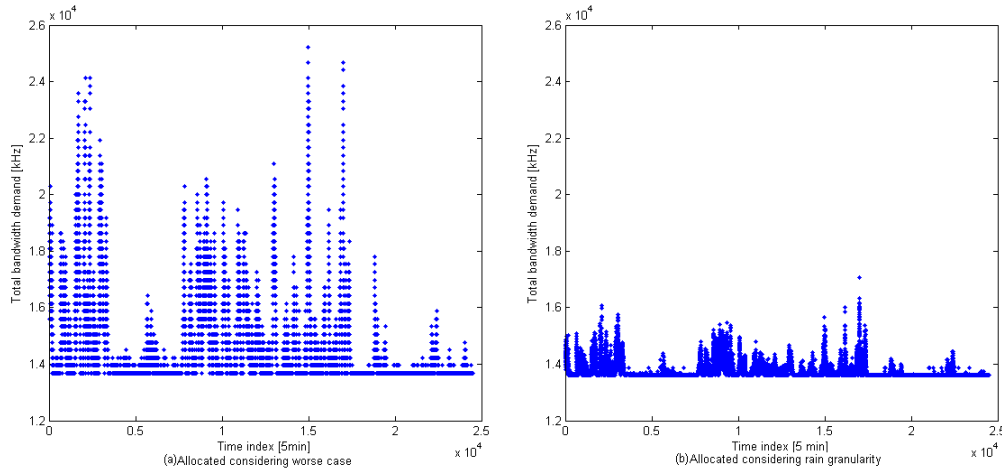 x 10^4
2.6
2.4
2.2
2
1.8
1.6
1.4
1.2
Total bandwidth demand [kHz]
0 0.5 1 1.5 2 2.5
x 10^4
Time index [5min]
(a)Allocated considering worse case
x 10^4
2.6
2.4
2.2
2
1.8
1.6
1.4
1.2
Total bandwidth demand [kHz]
0 0.5 1 1.5 2 2.5
x 10^4
Time index [5 min]
(b)Allocated considering rain granularity